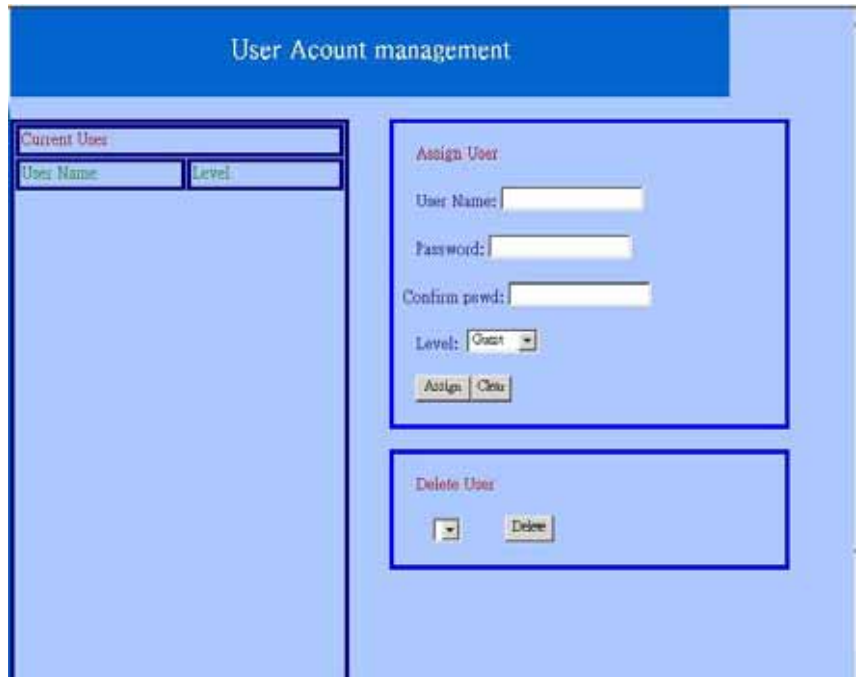 User Acount management
Current User
User Name
Level
Assign User
User Name:
Password:
Confirm pswd:
Level: Guest
Assign Clear
Delete User
Delete